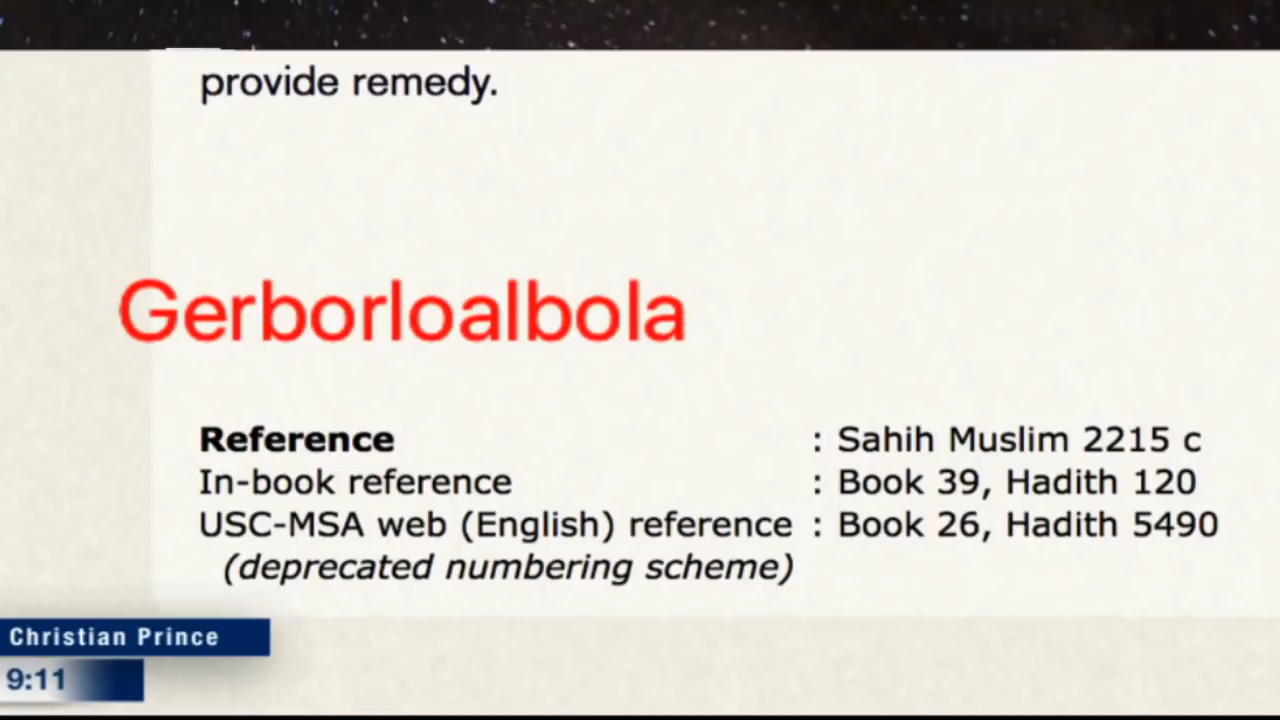 provide remedy.
Gerborloalbola
Reference : Sahih Muslim 2215 c
In-book reference : Book 39, Hadith 120
USC-MSA web (English) reference : Book 26, Hadith 5490
(deprecated numbering scheme)
Christian Prince
9:11